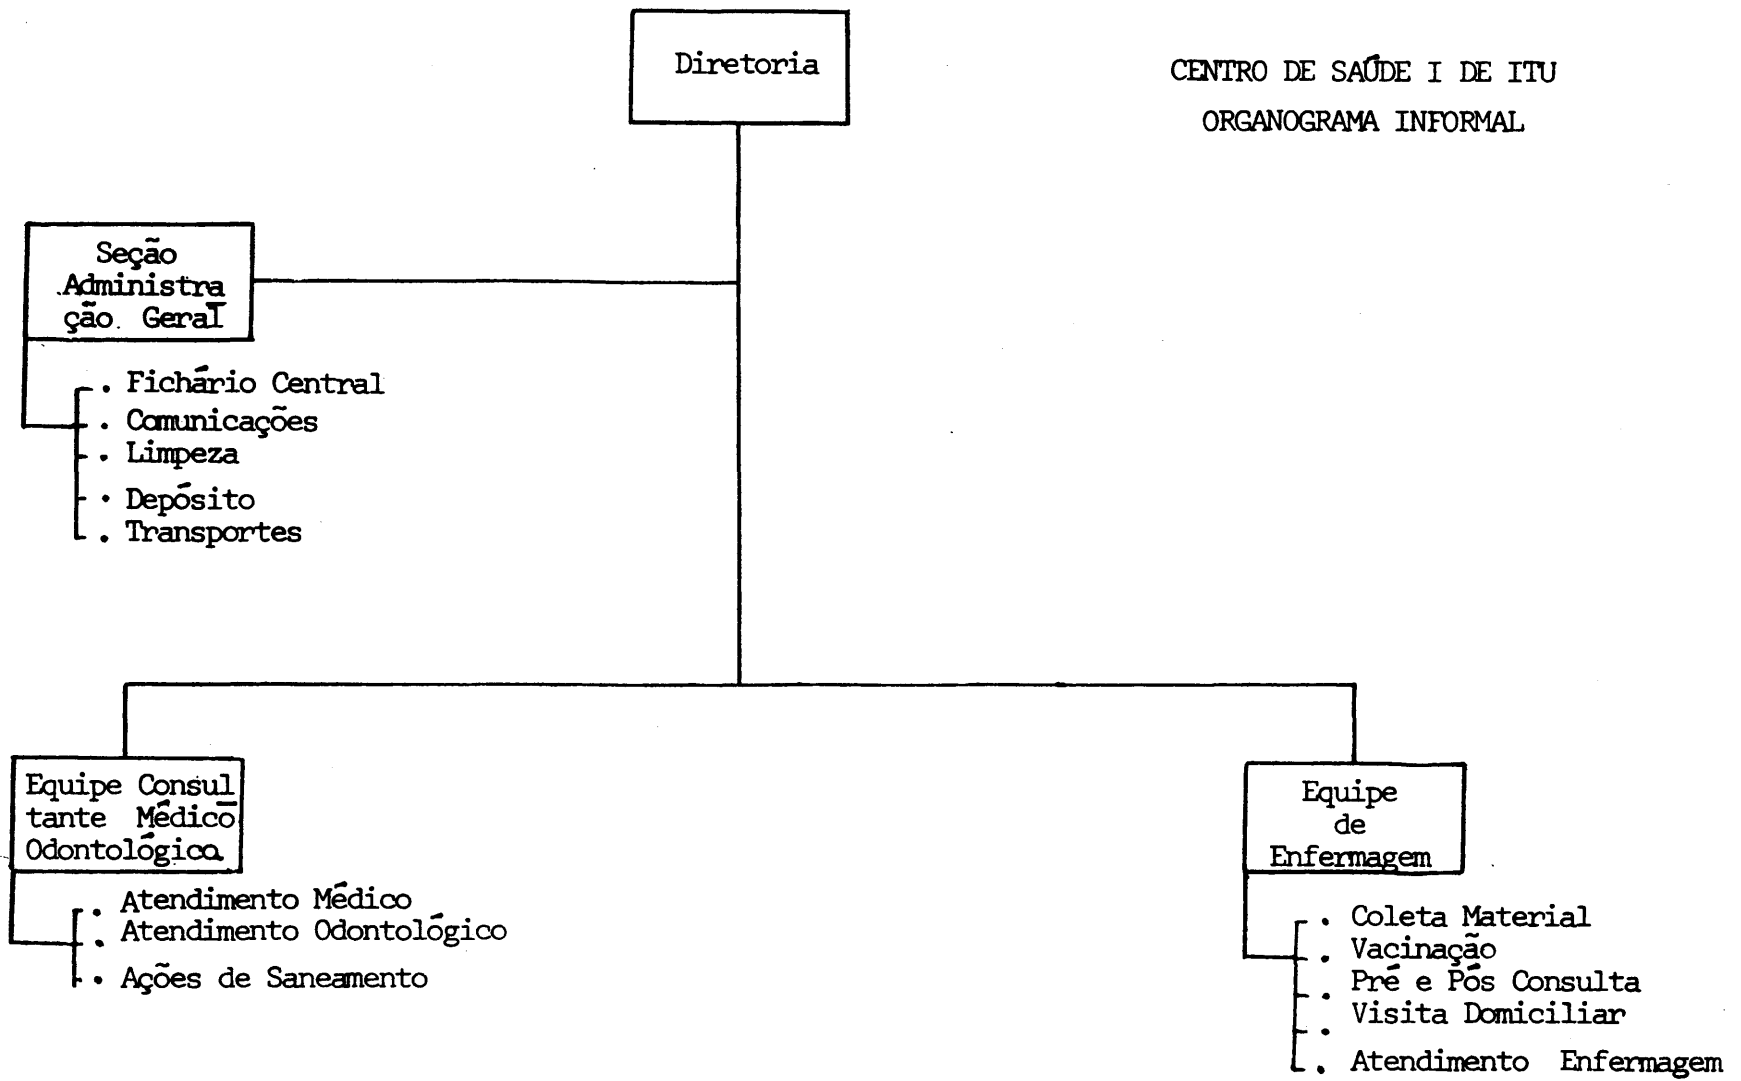 Diretoria
CENTRO DE SAÚDE I DE ITU
ORGANOGRAMA INFORMAL
Seção
Administra
ção Geral
. Fichário Central
. Comunicações
. Limpeza
. Depósito
. Transportes
Equipe Consul
tante Médico
Odontológica
. Atendimento Médico
. Atendimento Odontológico
. Ações de Saneamento
Equipe
de
Enfermagem
. Coleta Material
. Vacinação
. Pré e Pós Consulta
. Visita Domiciliar
. Atendimento Enfermagem